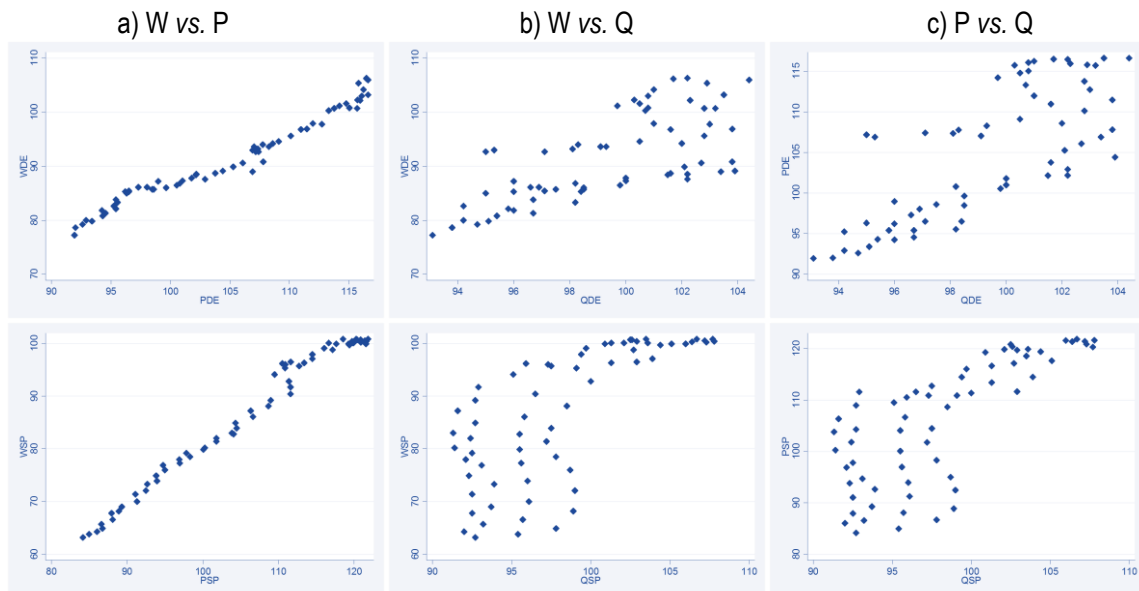 a) W vs. P
b) W vs. Q
c) P vs. Q
WDE
110
100
90
80
70
90 95 100 105 110 115
PDE
WDE
110
100
90
80
70
94 96 98 100 102 104
QDE
PDE
115
110
105
100
95
90
94 96 98 100 102 104
QDE
WSP
100
90
80
70
60
80 90 100 110 120
PSP
WSP
100
90
80
70
60
90 95 100 105 110
QSP
PSP
120
110
100
90
80
90 95 100 105 110
QSP